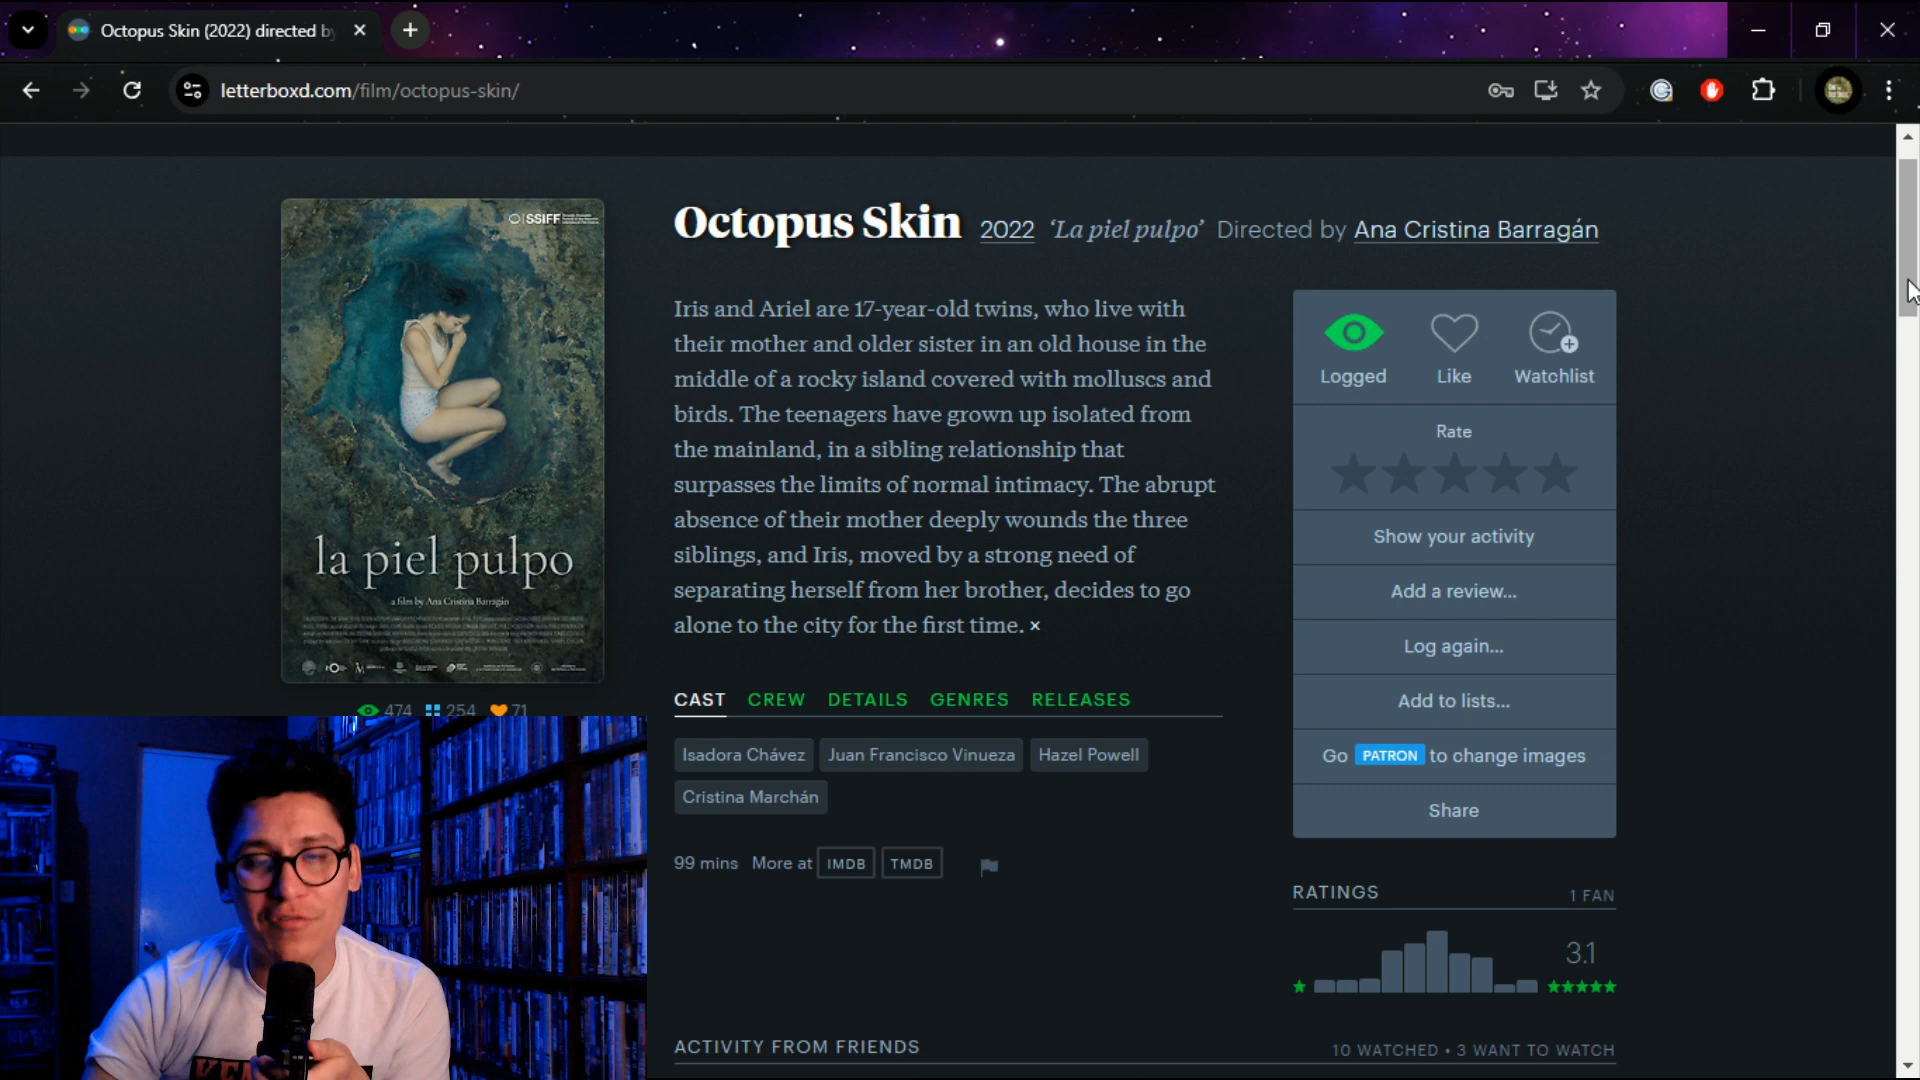 Octopus Skin (2022) directed by
letterboxd.com/film/octopus-skin/
SSIFF
la piel pulpo
a film by Ana Cristina Barragán
474 254 71
Octopus Skin 2022 ‘La piel pulpo’ Directed by Ana Cristina Barragán
Iris and Ariel are 17-year-old twins, who live with
their mother and older sister in an old house in the
middle of a rocky island covered with molluscs and
birds. The teenagers have grown up isolated from
the mainland, in a sibling relationship that
surpasses the limits of normal intimacy. The abrupt
absence of their mother deeply wounds the three
siblings, and Iris, moved by a strong need of
separating herself from her brother, decides to go
alone to the city for the first time. ×
CAST CREW DETAILS GENRES RELEASES
Isadora Chávez Juan Francisco Vinueza Hazel Powell
Cristina Marchán
99 mins More at IMDB TMDB
Logged Like Watchlist
Rate
Show your activity
Add a review...
Log again...
Add to lists...
Go PATRON to change images
Share
RATINGS 1 FAN
3.1
ACTIVITY FROM FRIENDS 10 WATCHED • 3 WANT TO WATCH